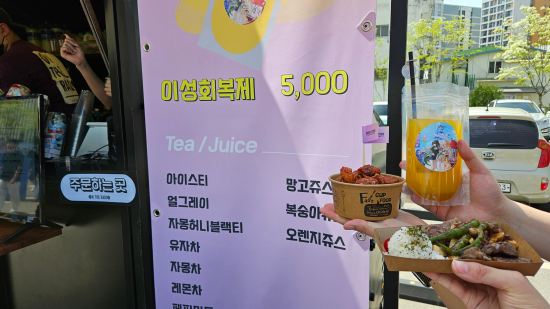 이성회복제 5,000
Tea / Juice
아이스티
얼그레이
자몽허니블랙티
유자차
자몽차
레몬차
망고쥬스
복숭아
오렌지쥬스
주문하는 곳
CUP
FOOD